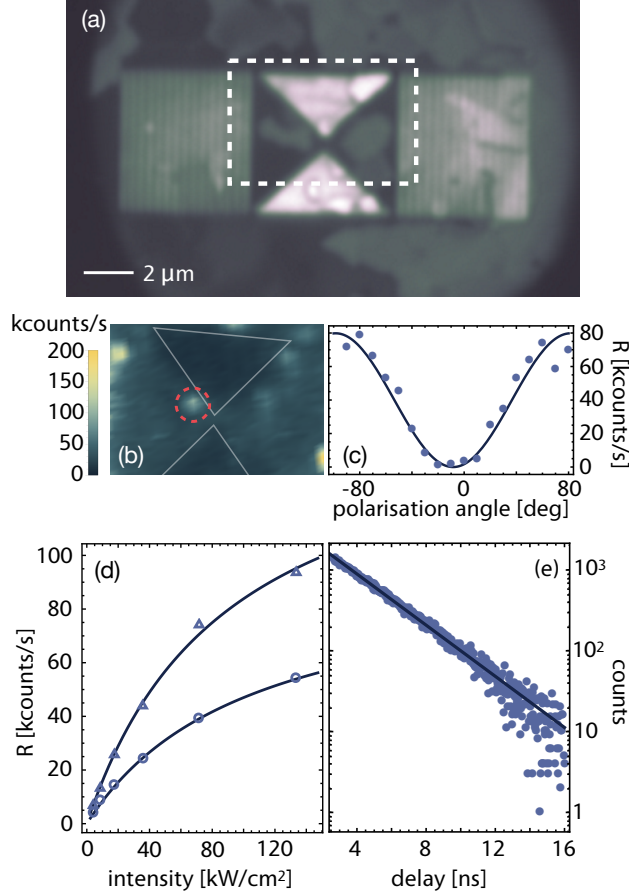 (a)
2 μm
kcounts/s
200
150
100
50
0
(b)
(c)
80
60
40
20
0
R [kcounts/s]
-80
0
80
polarisation angle [deg]
(d)
100
80
60
40
20
0
R [kcounts/s]
0
40
80
120
intensity [kW/cm²]
(e)
10³
10²
10
1
counts
4
8
12
16
delay [ns]